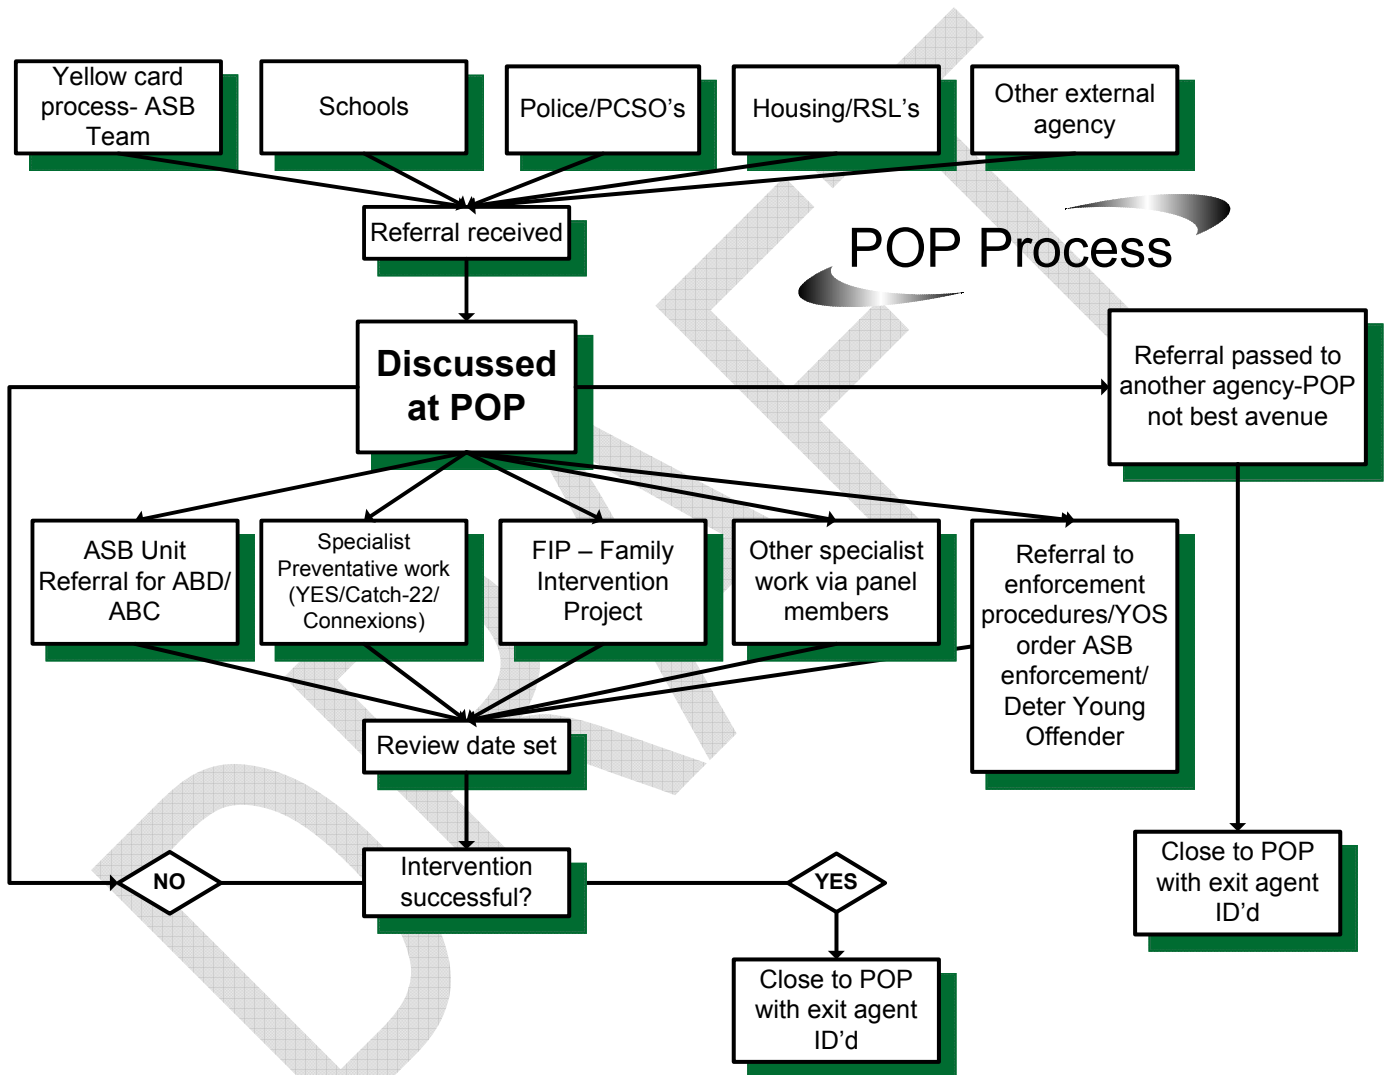 Yellow card
process- ASB
Team
Schools
Police/PCSO’s
Housing/RSL’s
Other external
agency
Referral received
POP Process
Discussed
at POP
Referral passed to
another agency-POP
not best avenue
ASB Unit
Referral for ABD/
ABC
Specialist
Preventative work
(YES/Catch-22/
Connexions)
FIP – Family
Intervention
Project
Other specialist
work via panel
members
Referral to
enforcement
procedures/YOS
order ASB
enforcement/
Deter Young
Offender
Review date set
Intervention
successful?
NO
YES
Close to POP
with exit agent
ID’d
Close to POP
with exit agent
ID’d
DRAFT